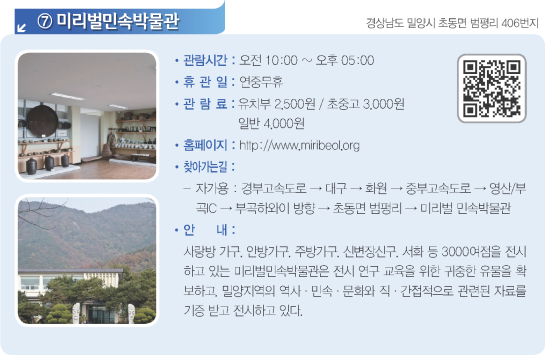 ⑦ 미리벌민속박물관
경상남도 밀양시 초동면 범평리 406번지
• 관람시간 : 오전 10:00 ~ 오후 05:00
• 휴 관 일 : 연중무휴
• 관 람 료 : 유치부 2,500원 / 초중고 3,000원
일반 4,000원
• 홈페이지 : http://www.miribeol.org
• 찾아가는길 :
- 자가용 : 경부고속도로 → 대구 → 화원 → 중부고속도로 → 영산/부
곡IC → 부곡하와이 방향 → 초동면 범평리 → 미리벌 민속박물관
• 안 내 :
사랑방 가구, 안방가구, 주방가구, 신변장신구, 서화 등 3000여점을 전시
하고 있는 미리벌민속박물관은 전시 연구 교육을 위한 귀중한 유물을 확
보하고, 밀양지역의 역사 · 민속 · 문화와 직 · 간접적으로 관련된 자료를
기증 받고 전시하고 있다.